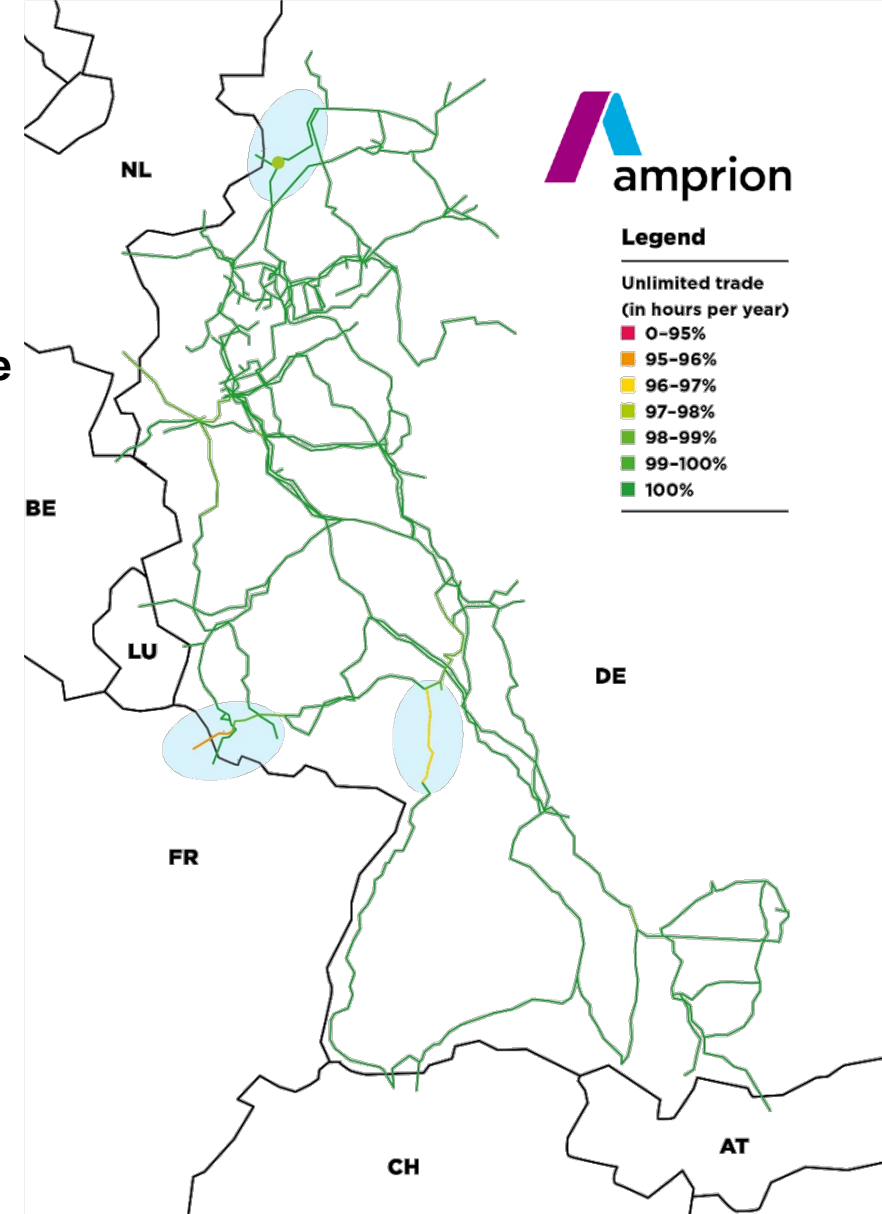 NL
amprion
Legend
Unlimited trade
(in hours per year)
0–95%
95–96%
96–97%
97–98%
98–99%
99–100%
100%
e
BE
LU
DE
FR
CH
AT